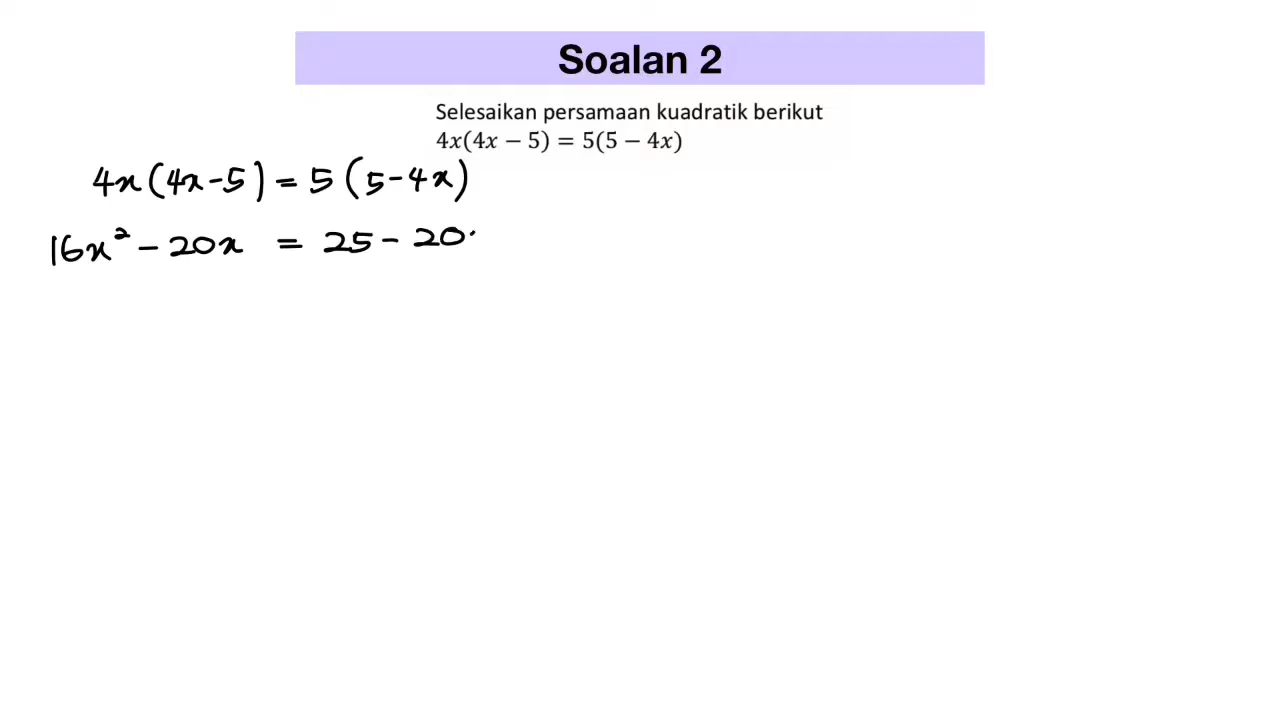 Soalan 2
Selesaikan persamaan kuadratik berikut
4x(4x − 5) = 5(5 − 4x)
4x(4x-5) = 5(5-4x)
16x² - 20x = 25 - 20